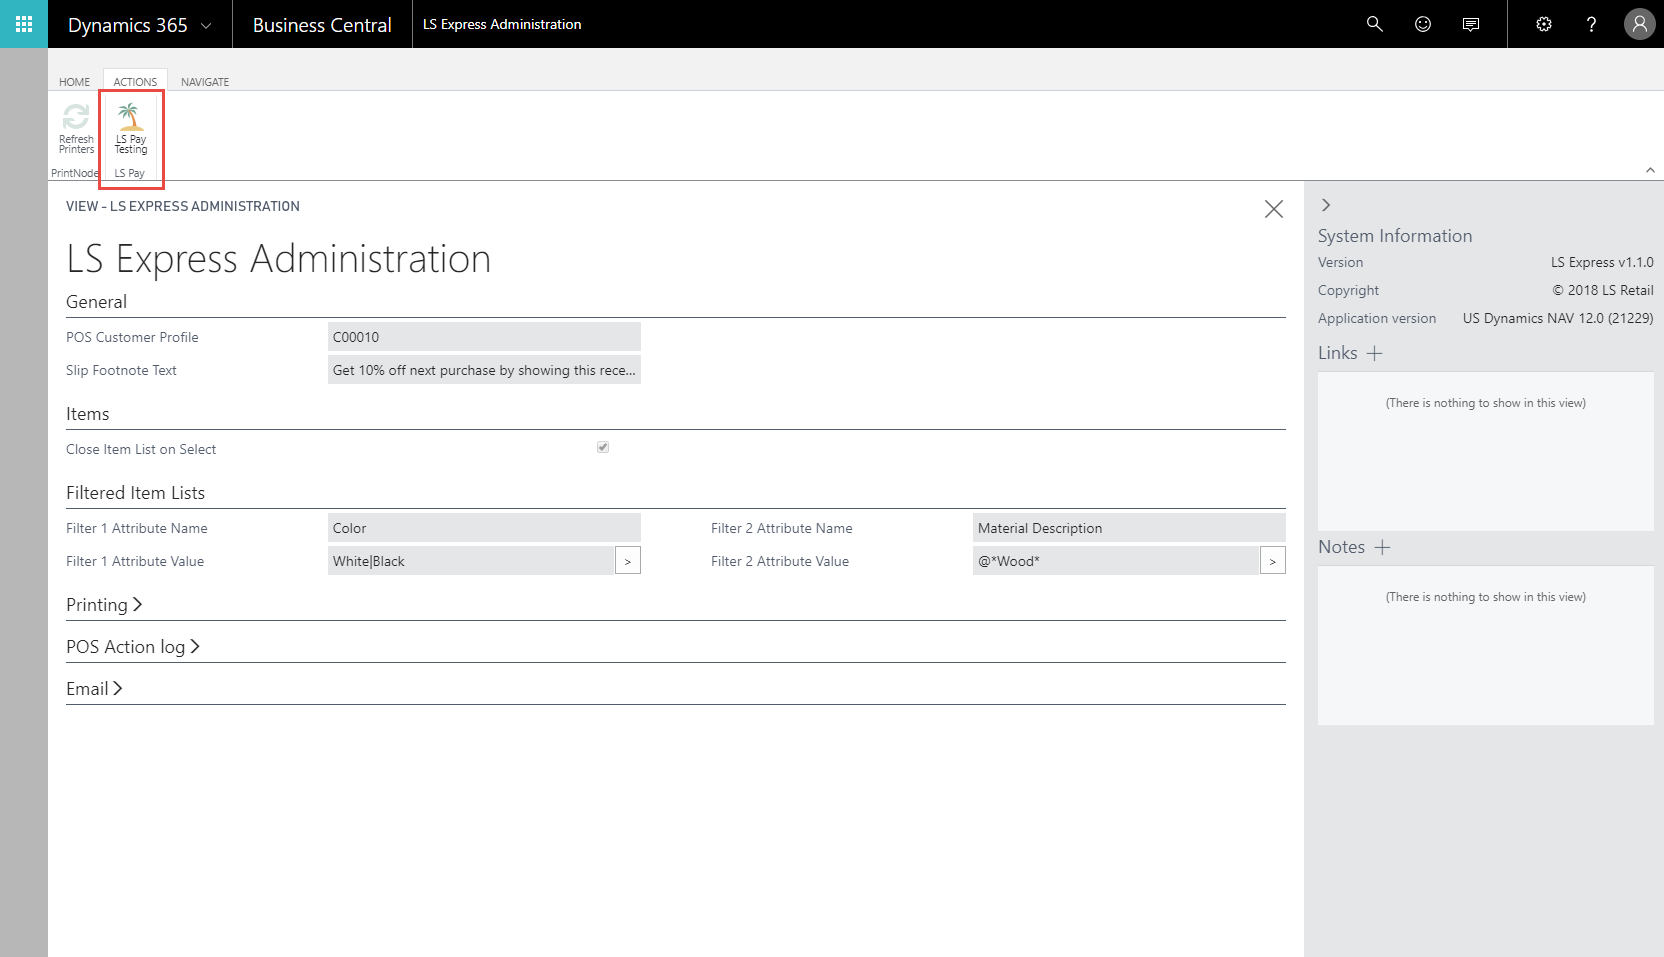 Dynamics 365
Business Central
LS Express Administration
HOME
ACTIONS
NAVIGATE
Refresh
Printers
LS Pay
Testing
PrintNode
LS Pay
VIEW - LS EXPRESS ADMINISTRATION
LS Express Administration
General
POS Customer Profile
C00010
Slip Footnote Text
Get 10% off next purchase by showing this rece...
Items
Close Item List on Select
Filtered Item Lists
Filter 1 Attribute Name
Color
Filter 2 Attribute Name
Material Description
Filter 1 Attribute Value
White|Black
>
Filter 2 Attribute Value
@*Wood*
>
Printing
POS Action log
Email
System Information
Version
LS Express v1.1.0
Copyright
© 2018 LS Retail
Application version
US Dynamics NAV 12.0 (21229)
Links
(There is nothing to show in this view)
Notes
(There is nothing to show in this view)